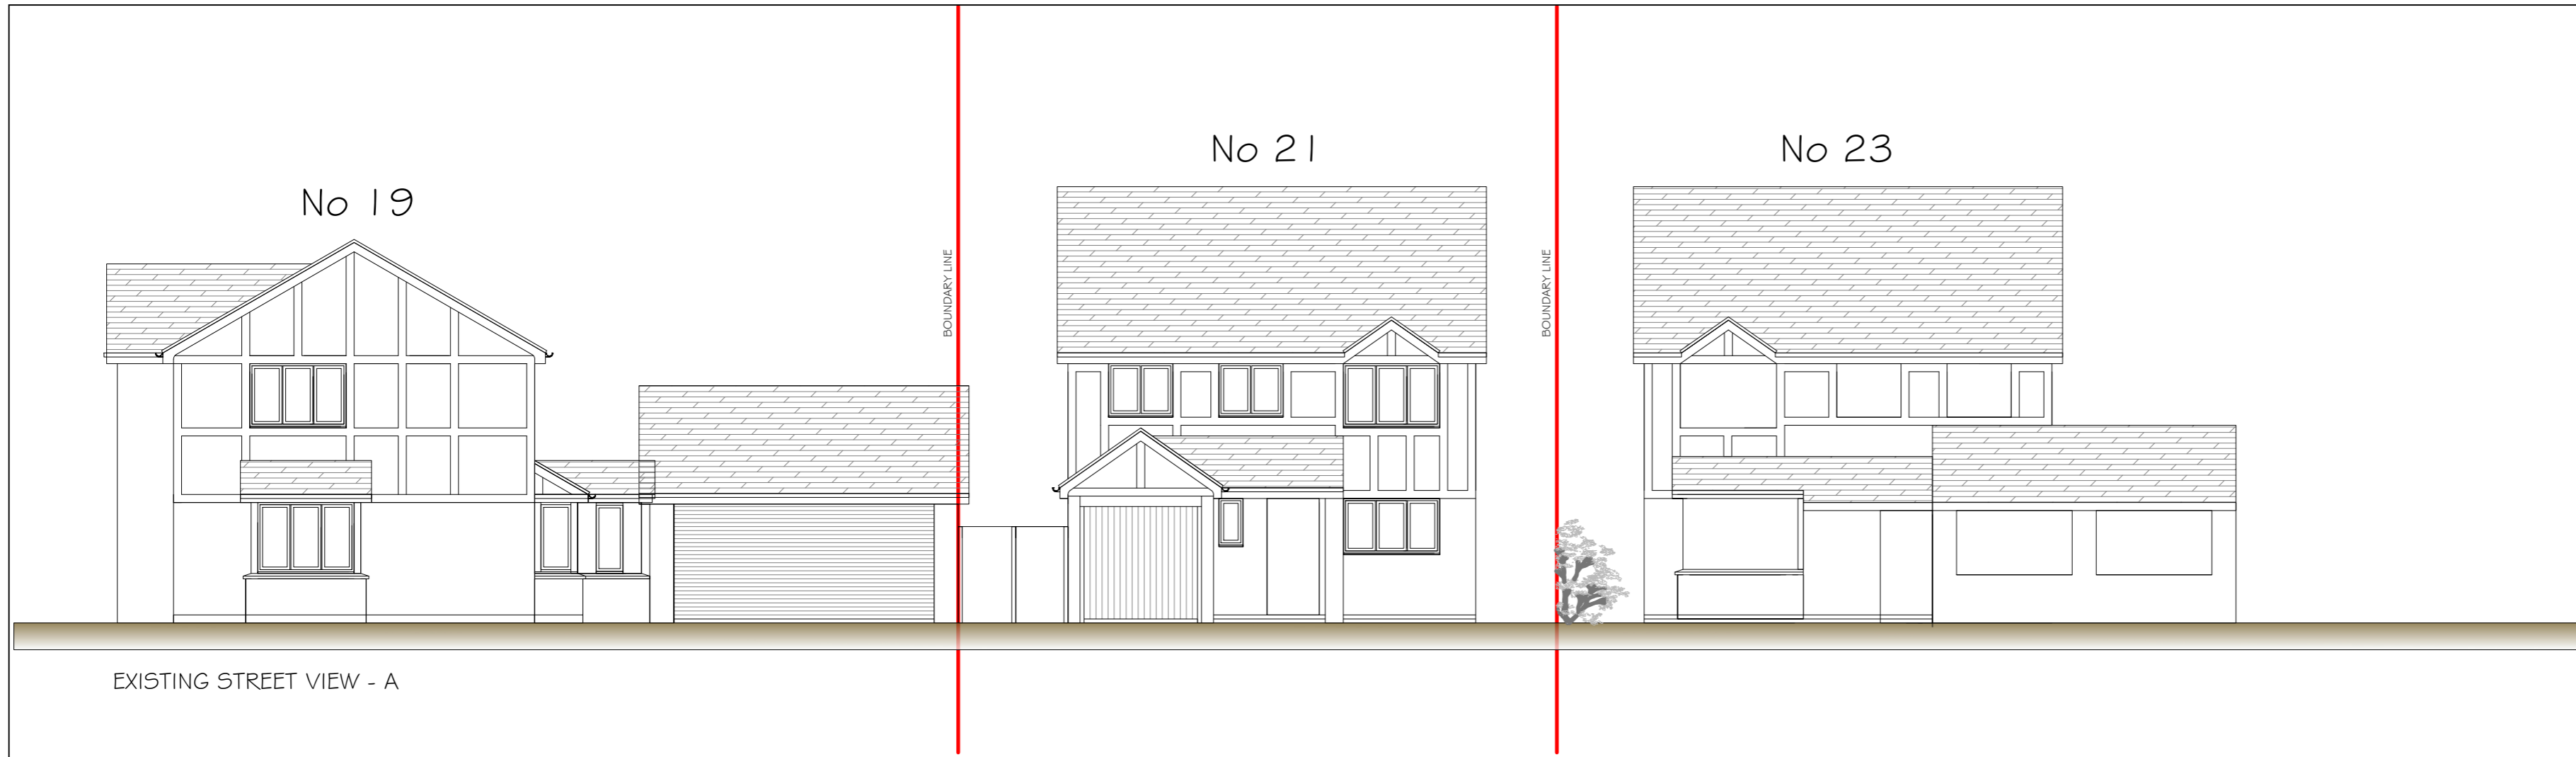 No 19
No 21
No 23
BOUNDARY LINE
BOUNDARY LINE
EXISTING STREET VIEW - A